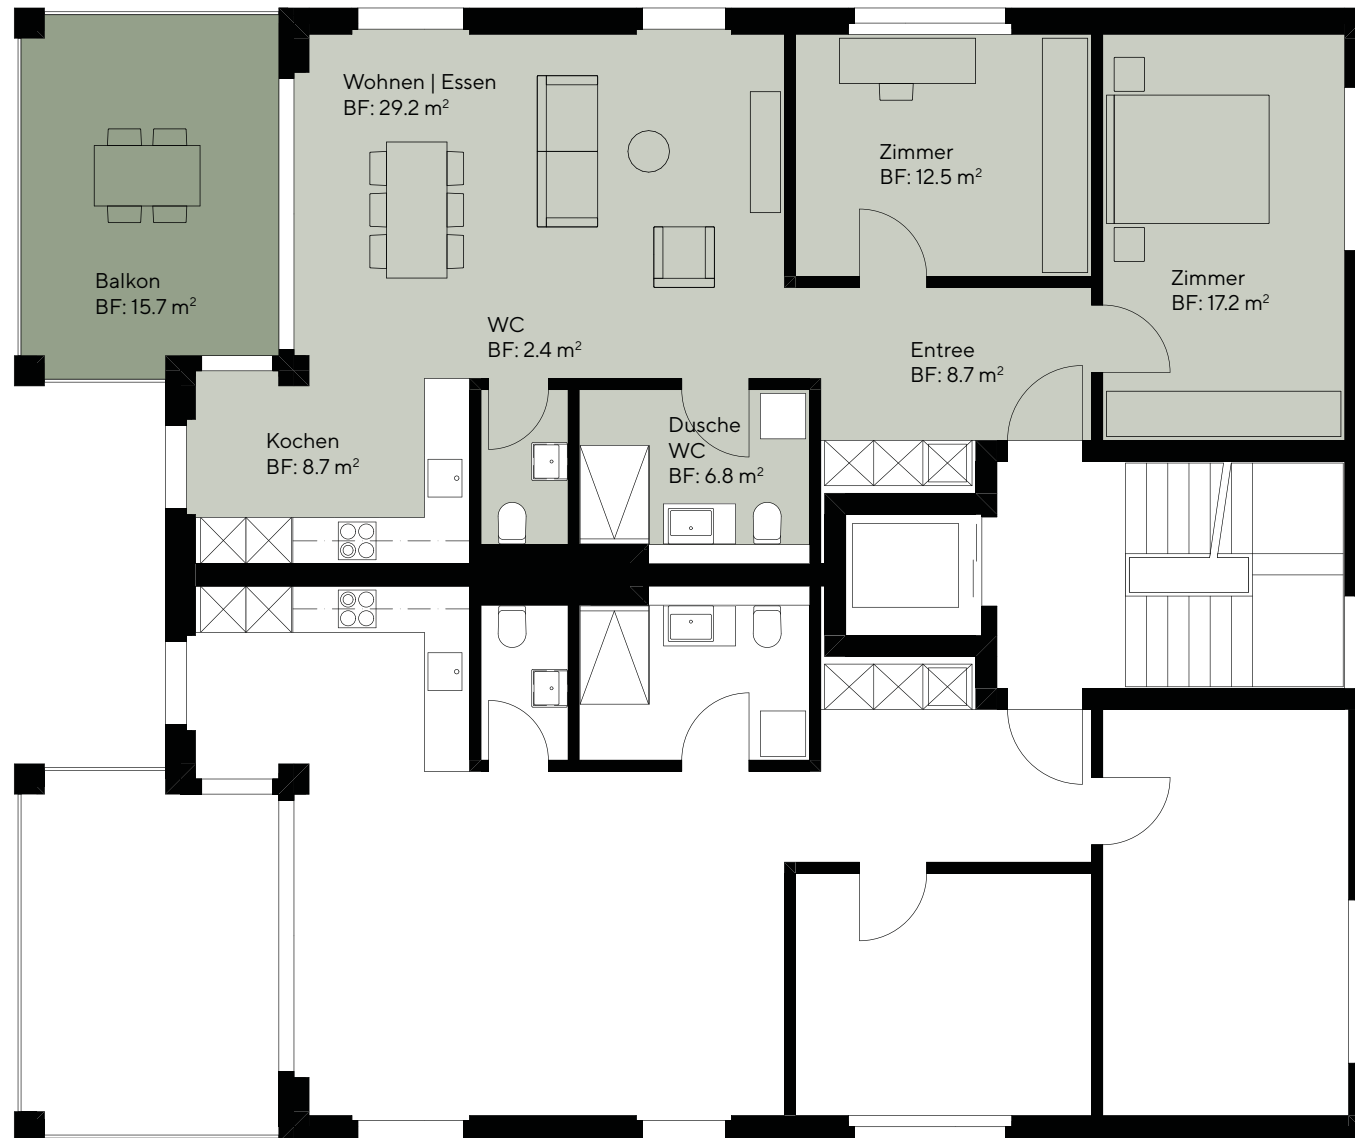 Wohnen | Essen
BF: 29.2 m²
Zimmer
BF: 12.5 m²
Zimmer
BF: 17.2 m²
Balkon
BF: 15.7 m²
WC
BF: 2.4 m²
Entree
BF: 8.7 m²
Kochen
BF: 8.7 m²
Dusche
WC
BF: 6.8 m²